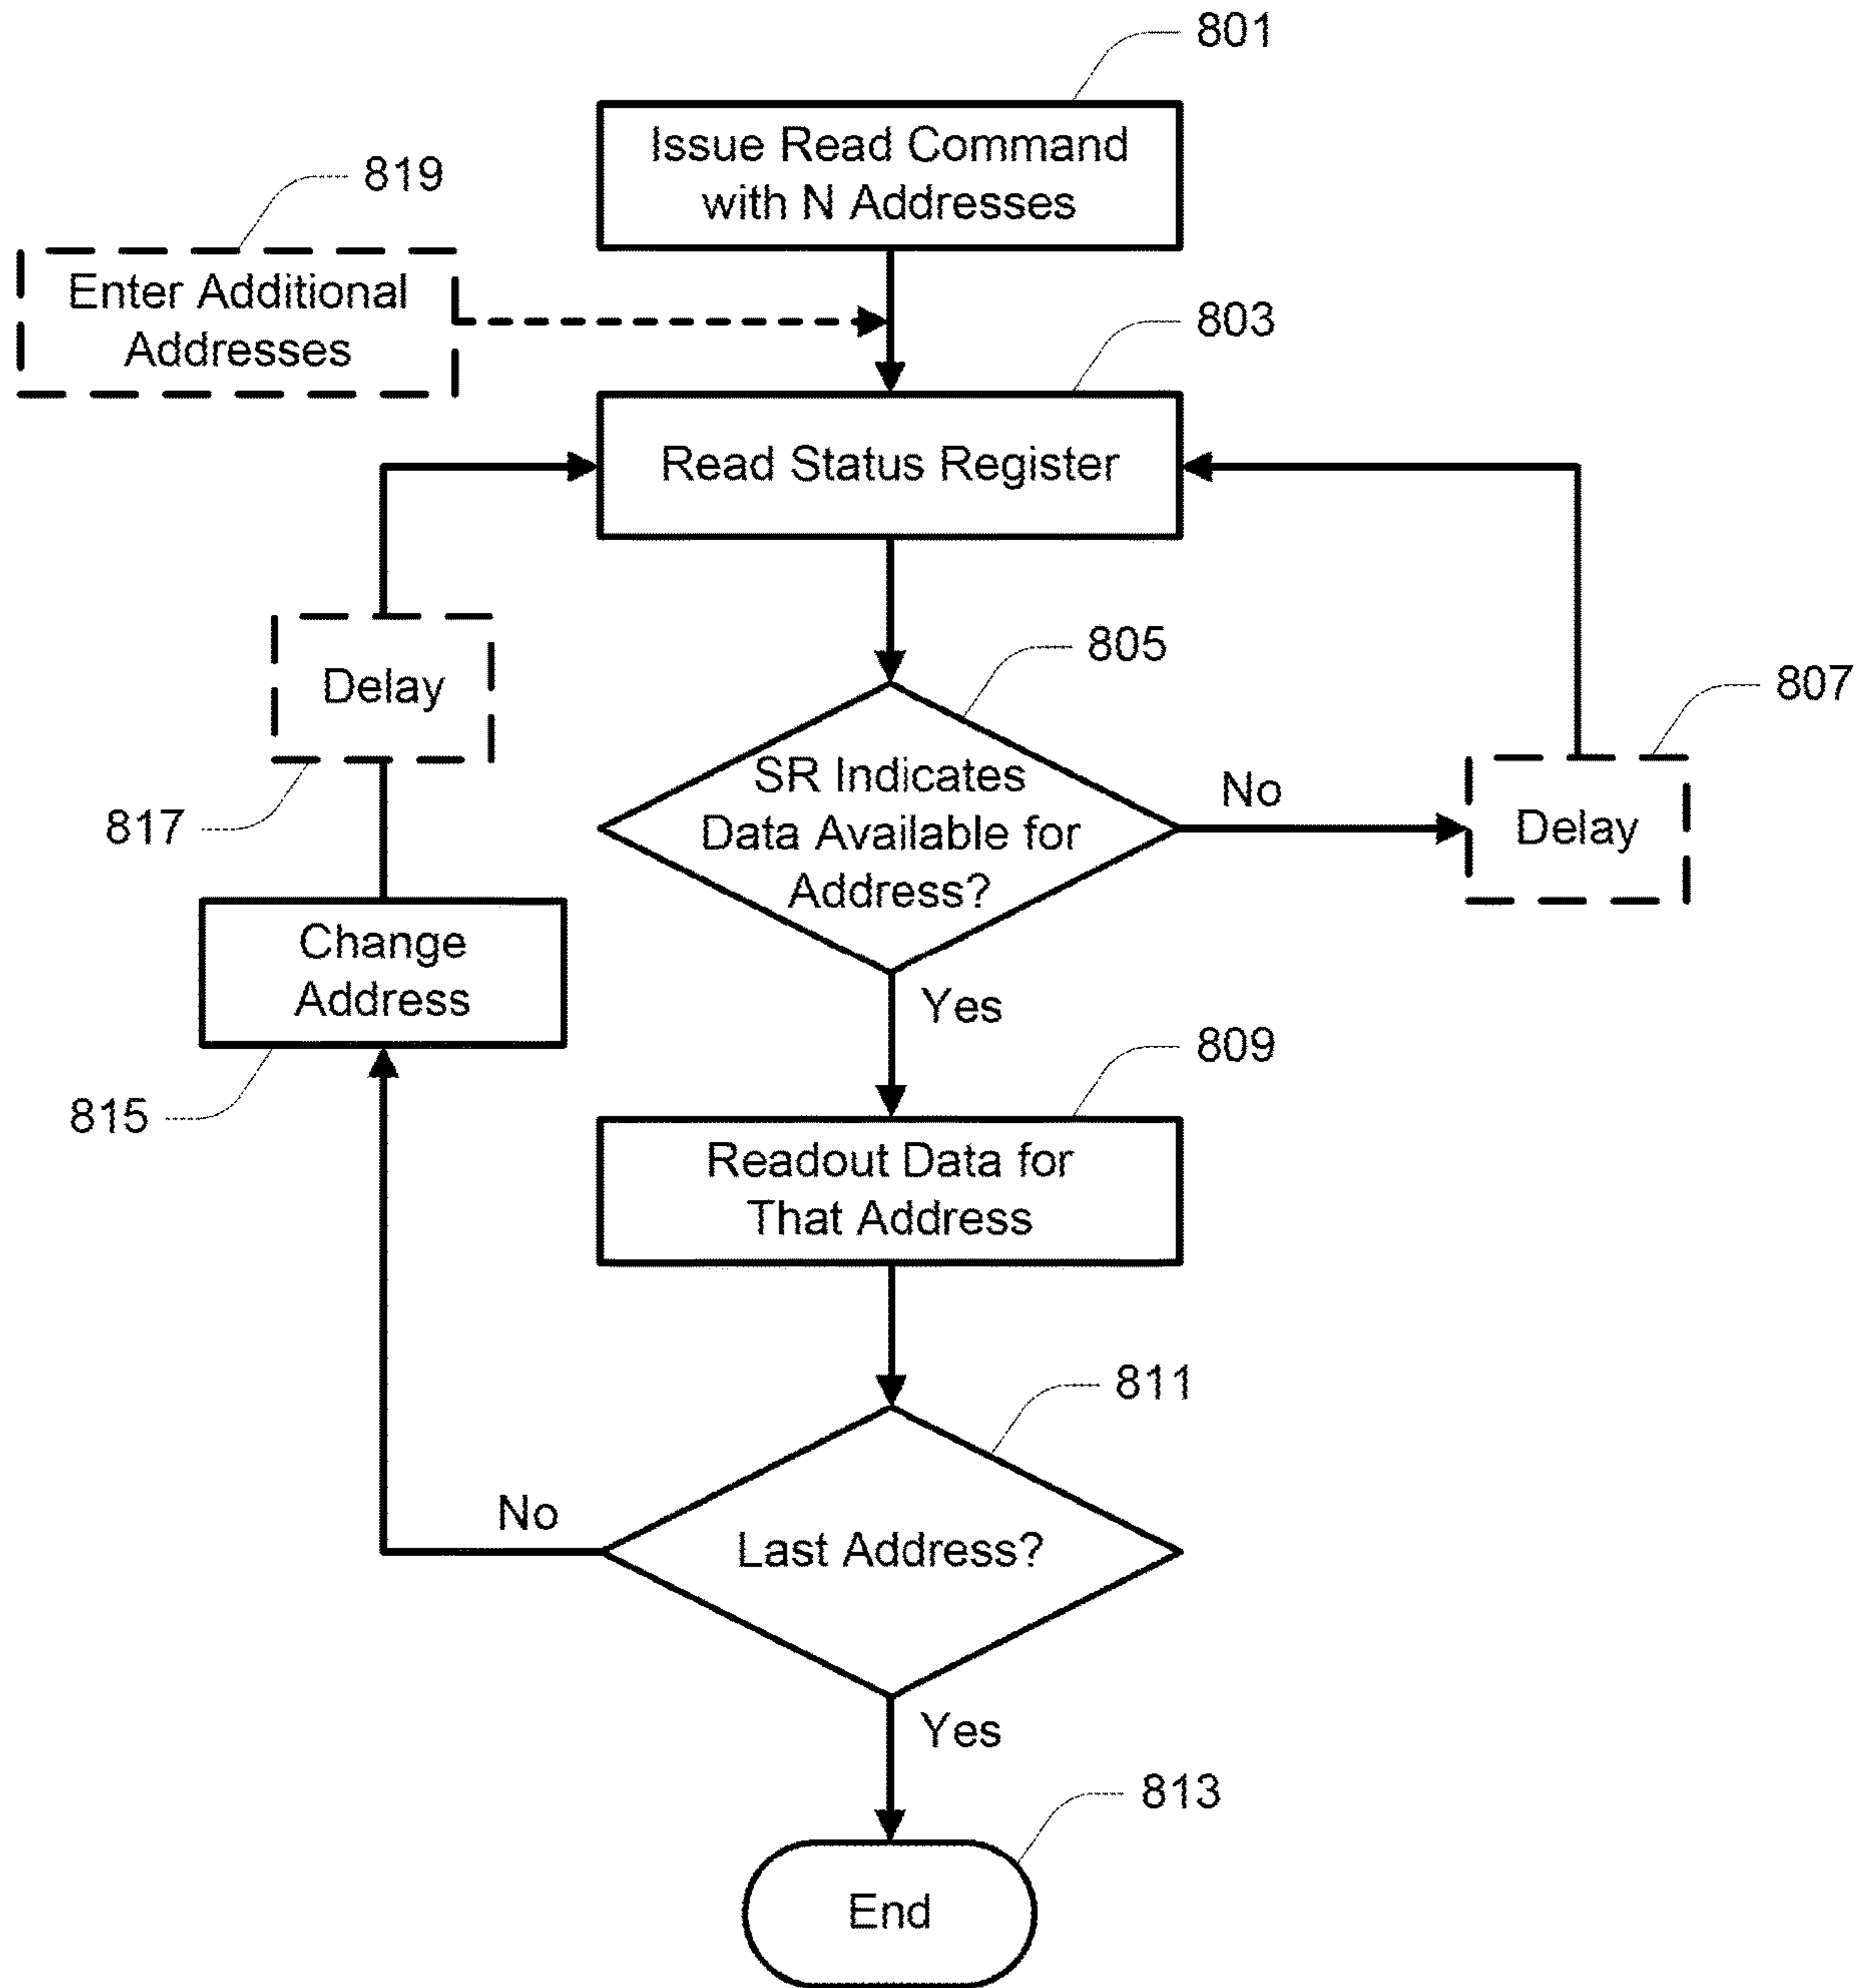 801
Issue Read Command
with N Addresses
819
Enter Additional
Addresses
803
Read Status Register
805
SR Indicates
Data Available for
Address?
No
807
Delay
Delay
817
Change
Address
815
Yes
809
Readout Data for
That Address
811
Last Address?
No
Yes
813
End